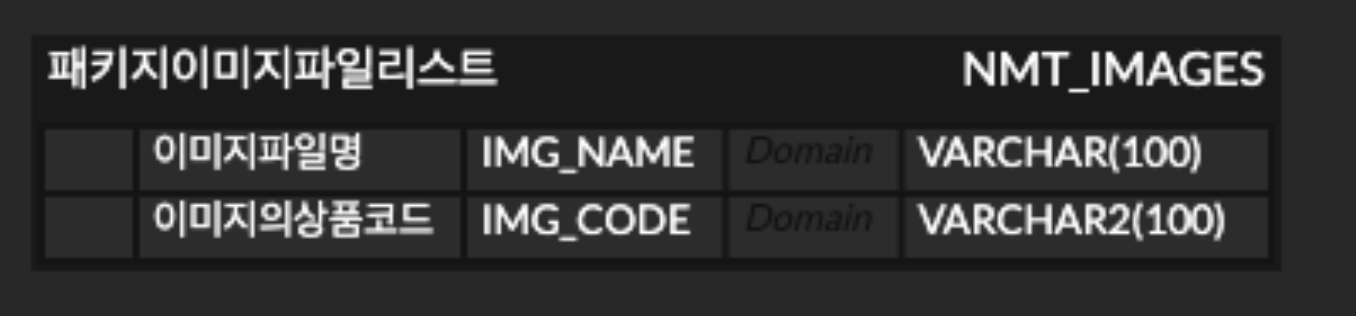 패키지이미지파일리스트 NMT_IMAGES
이미지파일명 IMG_NAME Domain VARCHAR(100)
이미지의상품코드 IMG_CODE Domain VARCHAR2(100)